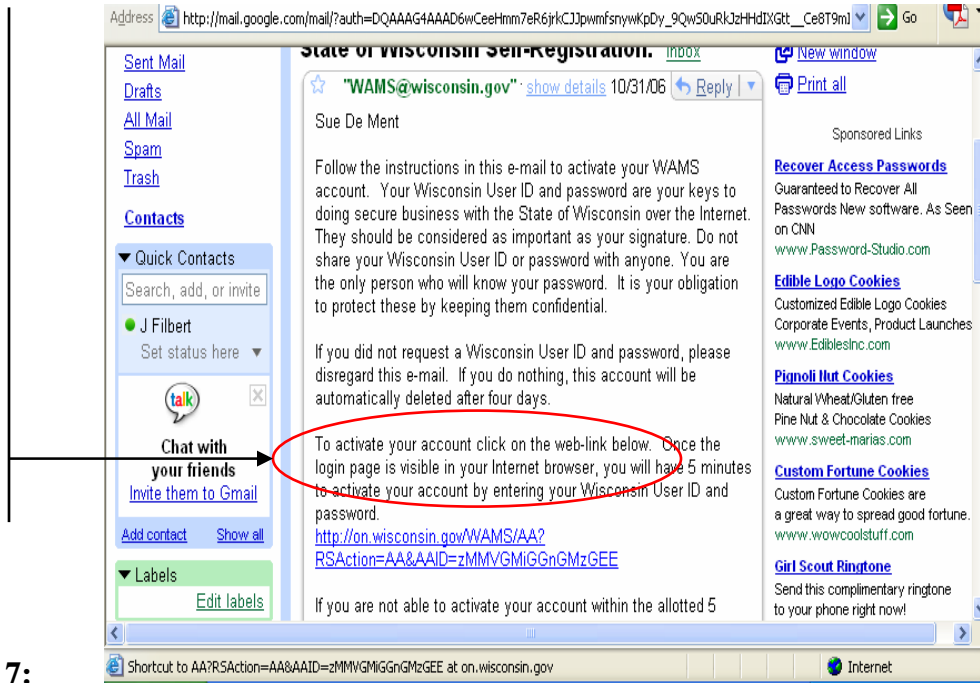 Address http://mail.google.com/mail/?auth=DQAAAG4AAAD6wCeeHmm7eR6jrkCJJpwmfsnywKpDy_9Qw50uRkJzHHdIXGtt__Ce8T9m1 Go
Sent Mail
Drafts
All Mail
Spam
Trash
Contacts
Quick Contacts
Search, add, or invite
J Filbert
Set status here
talk
Chat with
your friends
Invite them to Gmail
Add contact Show all
Labels
Edit labels
State of Wisconsin Self-Registration. Inbox
"WAMS@wisconsin.gov" show details 10/31/06 Reply
Sue De Ment
Follow the instructions in this e-mail to activate your WAMS
account. Your Wisconsin User ID and password are your keys to
doing secure business with the State of Wisconsin over the Internet.
They should be considered as important as your signature. Do not
share your Wisconsin User ID or password with anyone. You are
the only person who will know your password. It is your obligation
to protect these by keeping them confidential.
If you did not request a Wisconsin User ID and password, please
disregard this e-mail. If you do nothing, this account will be
automatically deleted after four days.
To activate your account click on the web-link below. Once the
login page is visible in your Internet browser, you will have 5 minutes
to activate your account by entering your Wisconsin User ID and
password.
http://on.wisconsin.gov/WAMS/AA?
RSAction=AA&AAID=zMMVGMiGGnGMzGEE
If you are not able to activate your account within the allotted 5
New window
Print all
Sponsored Links
Recover Access Passwords
Guaranteed to Recover All
Passwords New software. As Seen
on CNN
www.Password-Studio.com
Edible Logo Cookies
Customized Edible Logo Cookies
Corporate Events, Product Launches
www.EdiblesInc.com
Pignoli Nut Cookies
Natural Wheat/Gluten free
Pine Nut & Chocolate Cookies
www.sweet-marias.com
Custom Fortune Cookies
Custom Fortune Cookies are
a great way to spread good fortune.
www.wowcoolstuff.com
Girl Scout Ringtone
Send this complimentary ringtone
to your phone right now!
Shortcut to AA?RSAction=AA&AAID=zMMVGMiGGnGMzGEE at on.wisconsin.gov Internet
7: